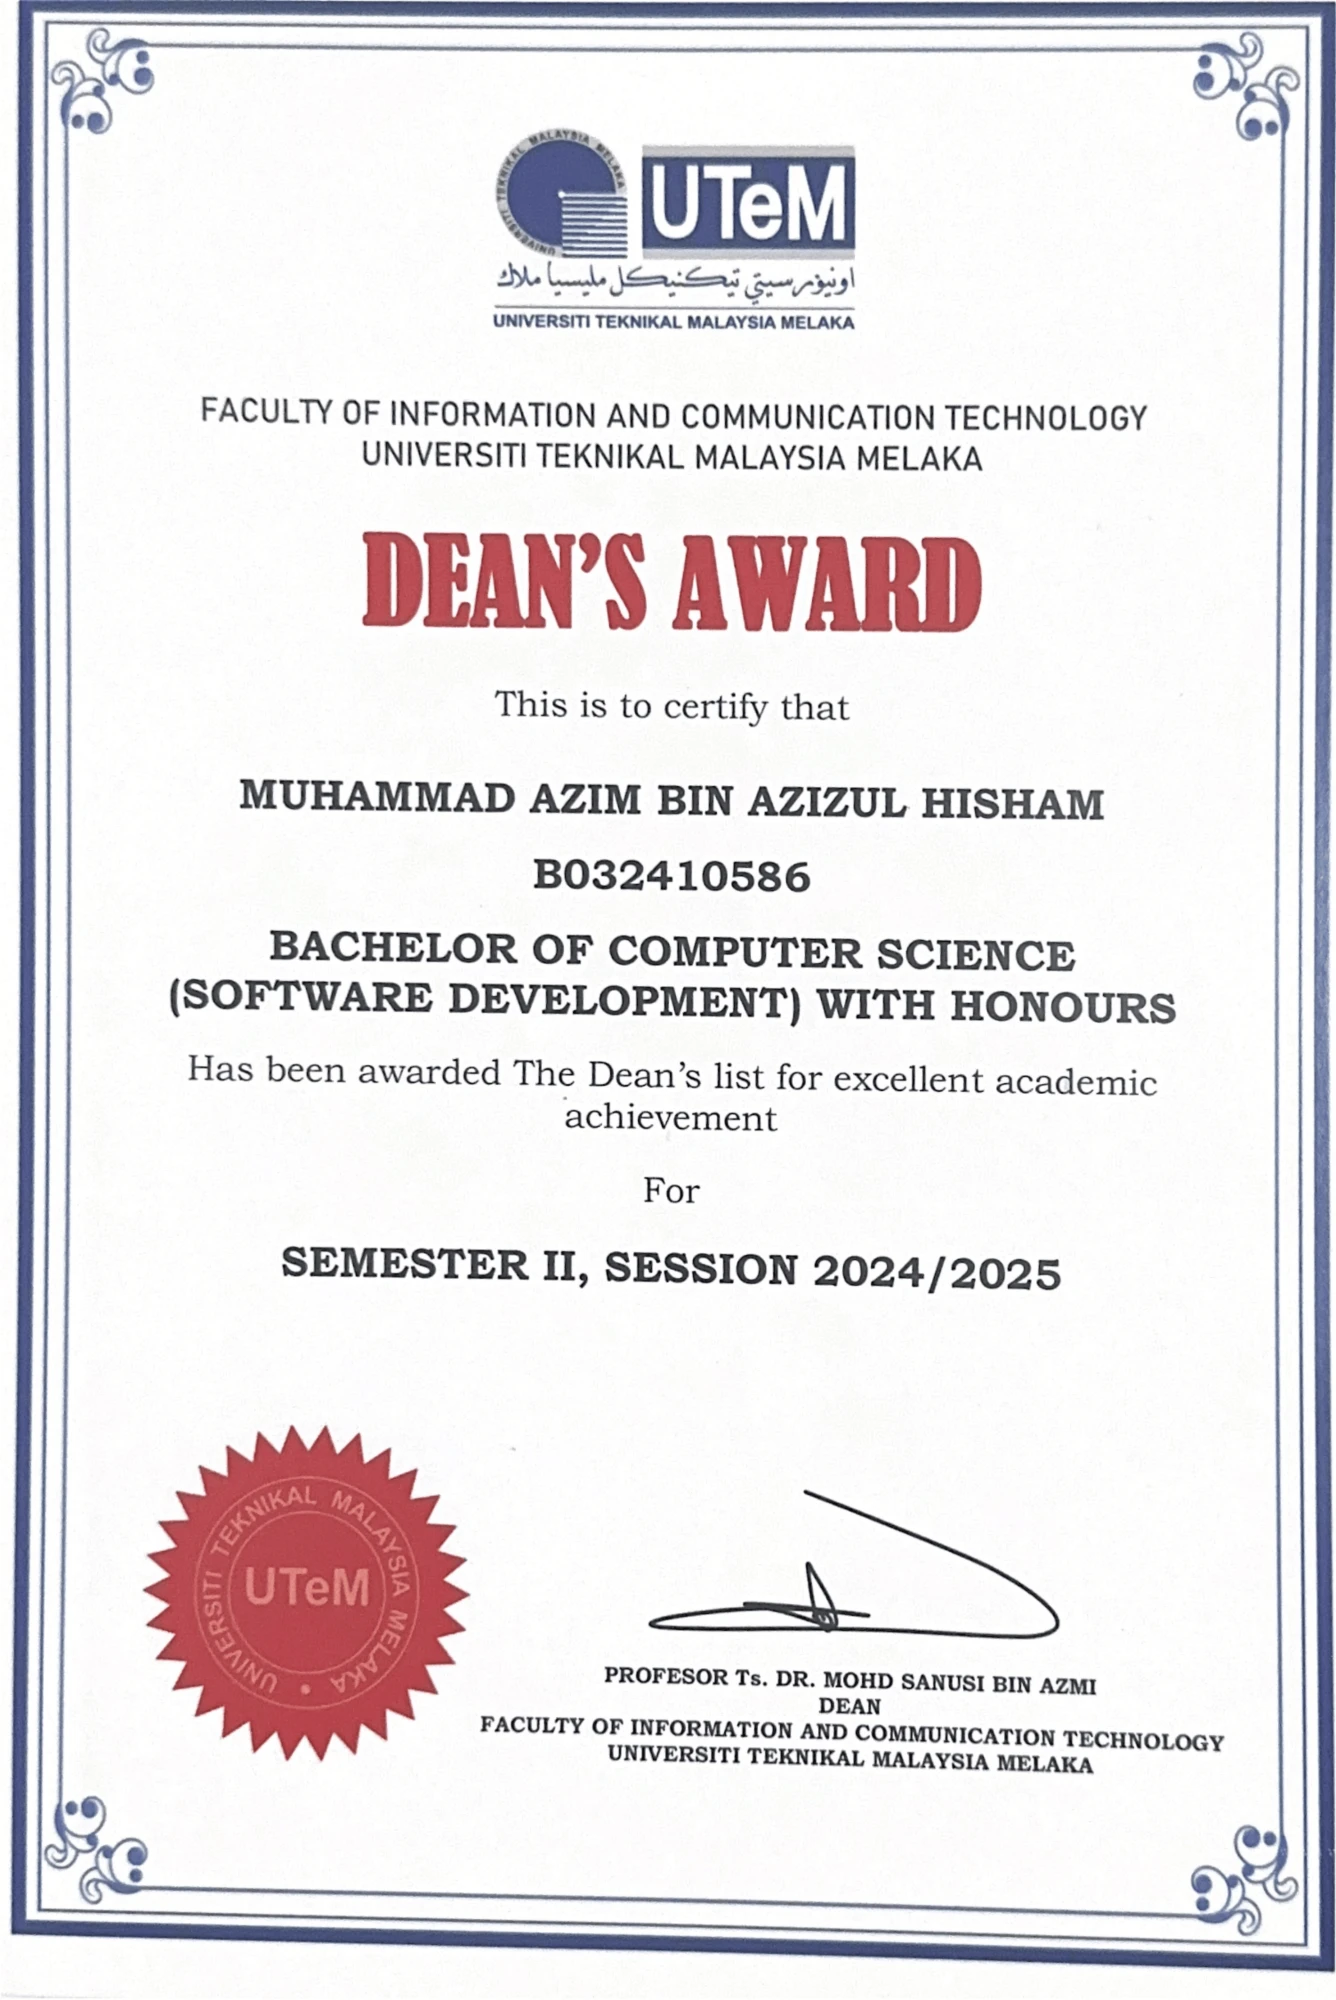 UNIVERSITI TEKNIKAL MALAYSIA MELAKA
UTeM
اونيۏرسيتي تيكنيكل مليسيا ملاك
UNIVERSITI TEKNIKAL MALAYSIA MELAKA
FACULTY OF INFORMATION AND COMMUNICATION TECHNOLOGY
UNIVERSITI TEKNIKAL MALAYSIA MELAKA
DEAN'S AWARD
This is to certify that
MUHAMMAD AZIM BIN AZIZUL HISHAM
B032410586
BACHELOR OF COMPUTER SCIENCE
(SOFTWARE DEVELOPMENT) WITH HONOURS
Has been awarded The Dean's list for excellent academic
achievement
For
SEMESTER II, SESSION 2024/2025
UNIVERSITI TEKNIKAL MALAYSIA MELAKA
UTeM
PROFESOR Ts. DR. MOHD SANUSI BIN AZMI
DEAN
FACULTY OF INFORMATION AND COMMUNICATION TECHNOLOGY
UNIVERSITI TEKNIKAL MALAYSIA MELAKA